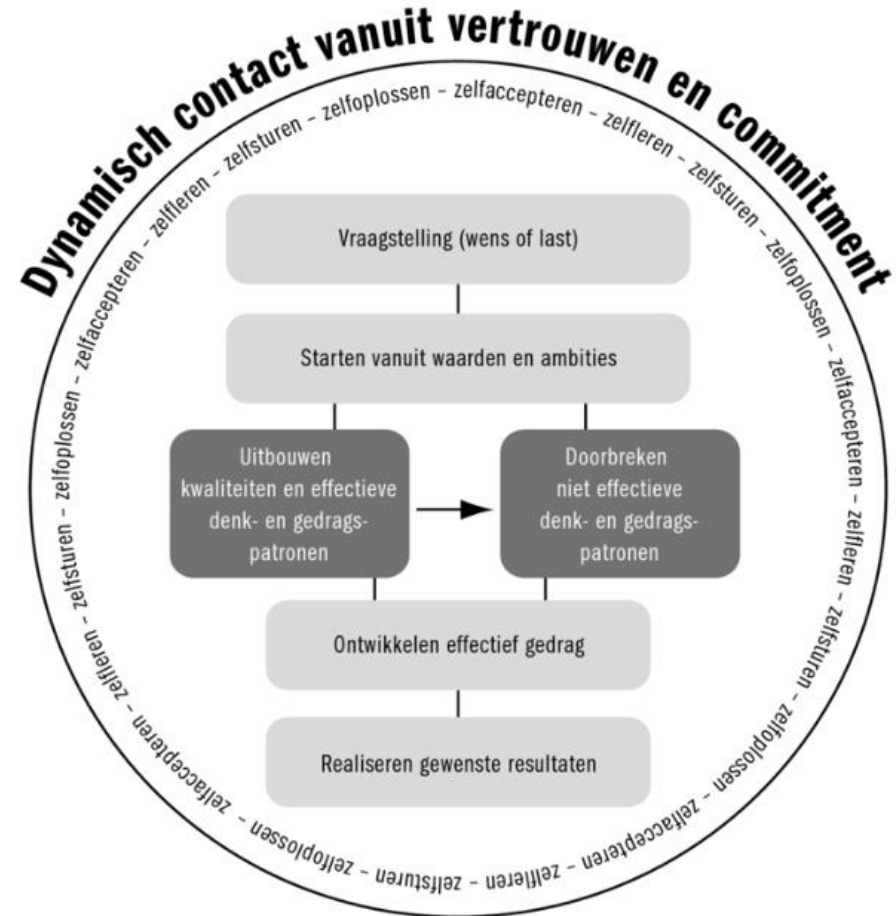 Dynamisch contact vanuit vertrouwen en commitment
zelfaccepteren – zelfleren – zelfsturen – zelfoplossen – zelfaccepteren – zelfleren – zelfsturen – zelfoplossen – zelfaccepteren – zelfleren – zelfsturen – zelfoplossen – zelfaccepteren – zelfleren – zelfsturen – zelfoplossen – zelfaccepteren – zelfleren – zelfsturen – zelfoplossen –
Vraagstelling (wens of last)
Starten vanuit waarden en ambities
Uitbouwen
kwaliteiten en effectieve
denk- en gedrags-
patronen
Doorbreken
niet effectieve
denk- en gedrags-
patronen
Ontwikkelen effectief gedrag
Realiseren gewenste resultaten